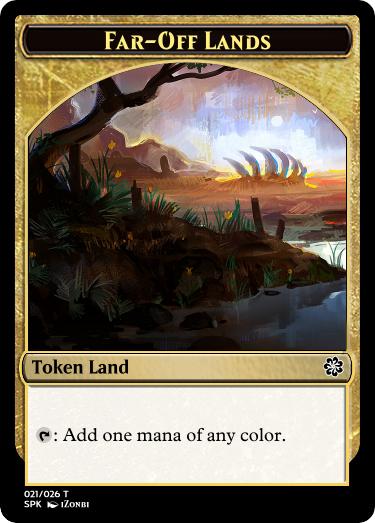 Far-Off Lands
Token Land
: Add one mana of any color.
021/026 T
SPK iZonbi